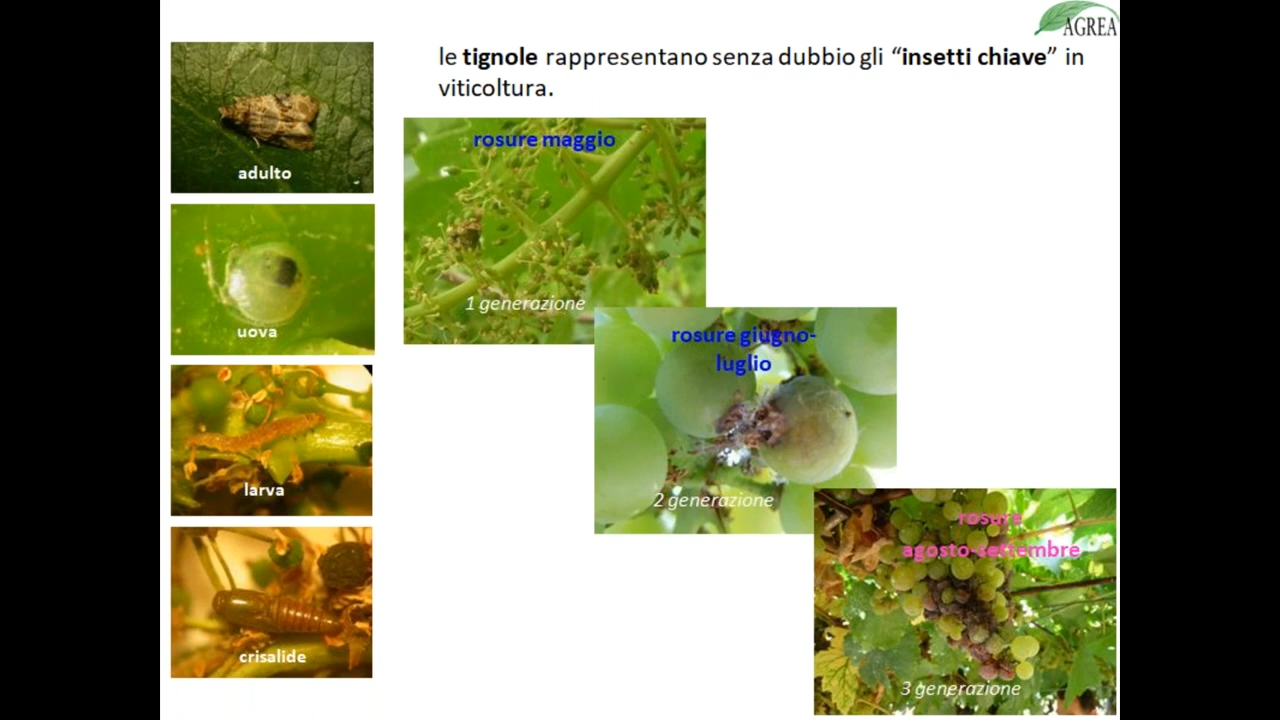 AGREA
le tignole rappresentano senza dubbio gli “insetti chiave” in
viticoltura.
adulto
uova
larva
crisalide
rosure maggio
1 generazione
rosure giugno-
luglio
2 generazione
rosure
agosto-settembre
3 generazione